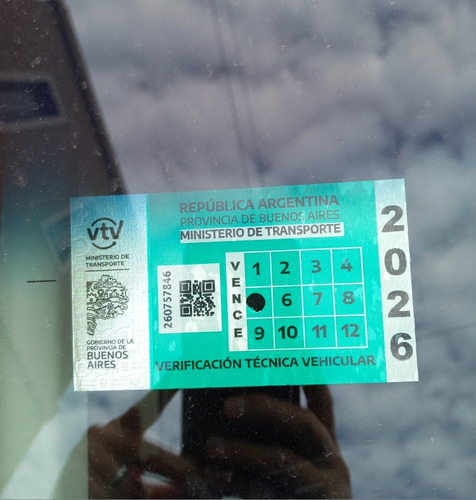 vtv
MINISTERIO DE
TRANSPORTE
GOBIERNO DE LA
PROVINCIA DE
BUENOS
AIRES
REPÚBLICA ARGENTINA
PROVINCIA DE BUENOS AIRES
MINISTERIO DE TRANSPORTE
260757846
VENCE
1 2 3 4
6 7 8
9 10 11 12
VERIFICACIÓN TÉCNICA VEHICULAR
2026